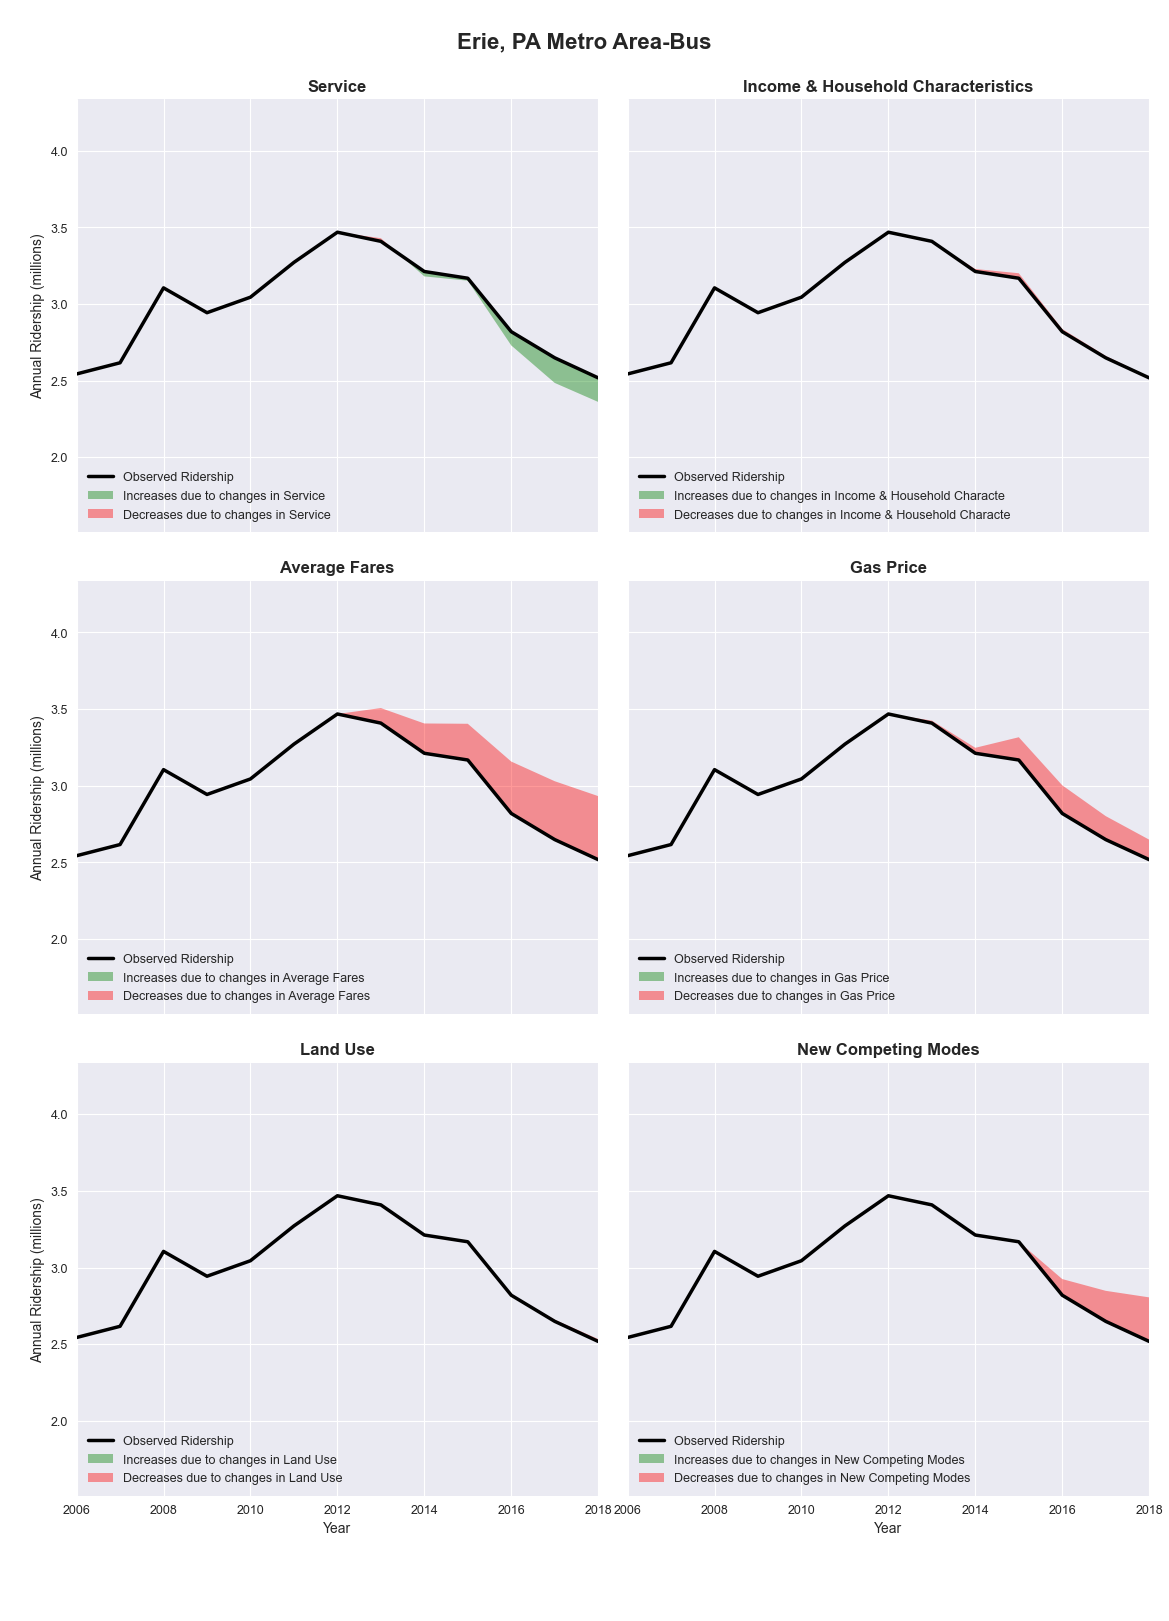 Erie, PA Metro Area-Bus
Service
Annual Ridership (millions)
4.0
3.5
3.0
2.5
2.0
Observed Ridership
Increases due to changes in Service
Decreases due to changes in Service
Income & Household Characteristics
Observed Ridership
Increases due to changes in Income & Household Characte
Decreases due to changes in Income & Household Characte
Average Fares
Annual Ridership (millions)
4.0
3.5
3.0
2.5
2.0
Observed Ridership
Increases due to changes in Average Fares
Decreases due to changes in Average Fares
Gas Price
Observed Ridership
Increases due to changes in Gas Price
Decreases due to changes in Gas Price
Land Use
Annual Ridership (millions)
4.0
3.5
3.0
2.5
2.0
Observed Ridership
Increases due to changes in Land Use
Decreases due to changes in Land Use
2006 2008 2010 2012 2014 2016 2018
Year
New Competing Modes
Observed Ridership
Increases due to changes in New Competing Modes
Decreases due to changes in New Competing Modes
2006 2008 2010 2012 2014 2016 2018
Year